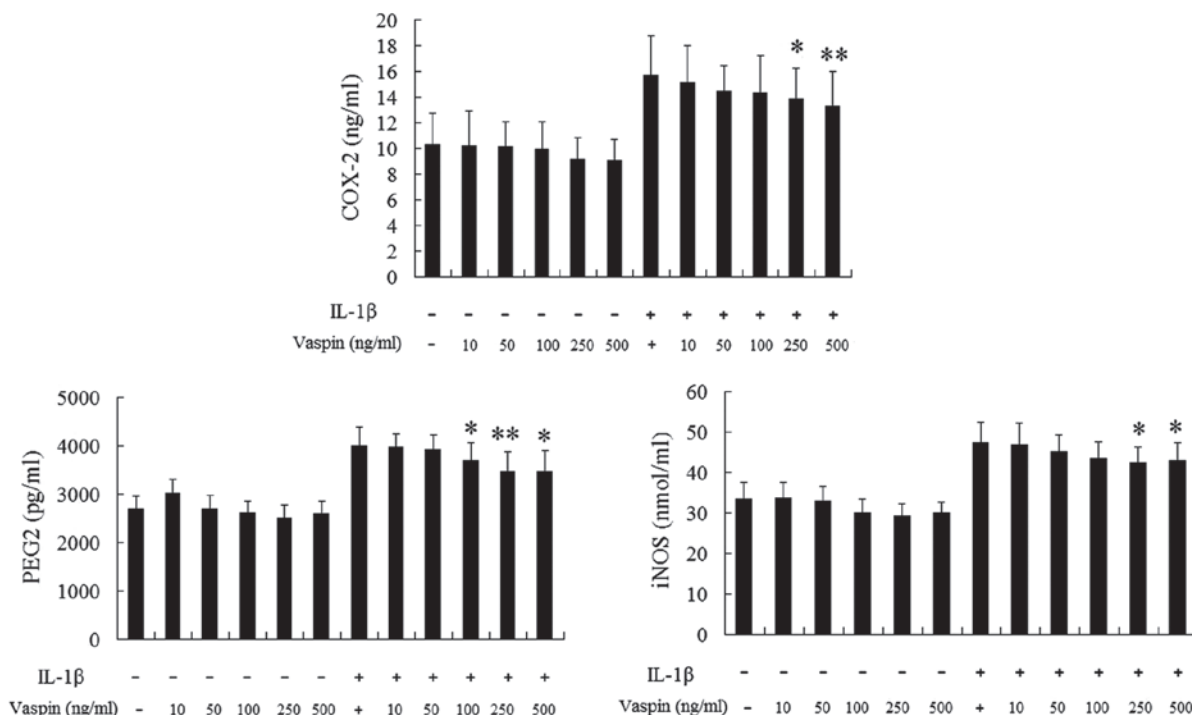 20
18
16
14
12
10
8
6
4
2
0
COX-2 (ng/ml)
* **
IL-1β - - - - - - + + + + + +
Vaspin (ng/ml) - 10 50 100 250 500 + 10 50 100 250 500
5000
4000
3000
2000
1000
0
PEG2 (pg/ml)
* ** *
IL-1β - - - - - - + + + + + +
Vaspin (ng/ml) - 10 50 100 250 500 + 10 50 100 250 500
60
50
40
30
20
10
0
iNOS (nmol/ml)
* *
IL-1β - - - - - - + + + + + +
Vaspin (ng/ml) - 10 50 100 250 500 + 10 50 100 250 500